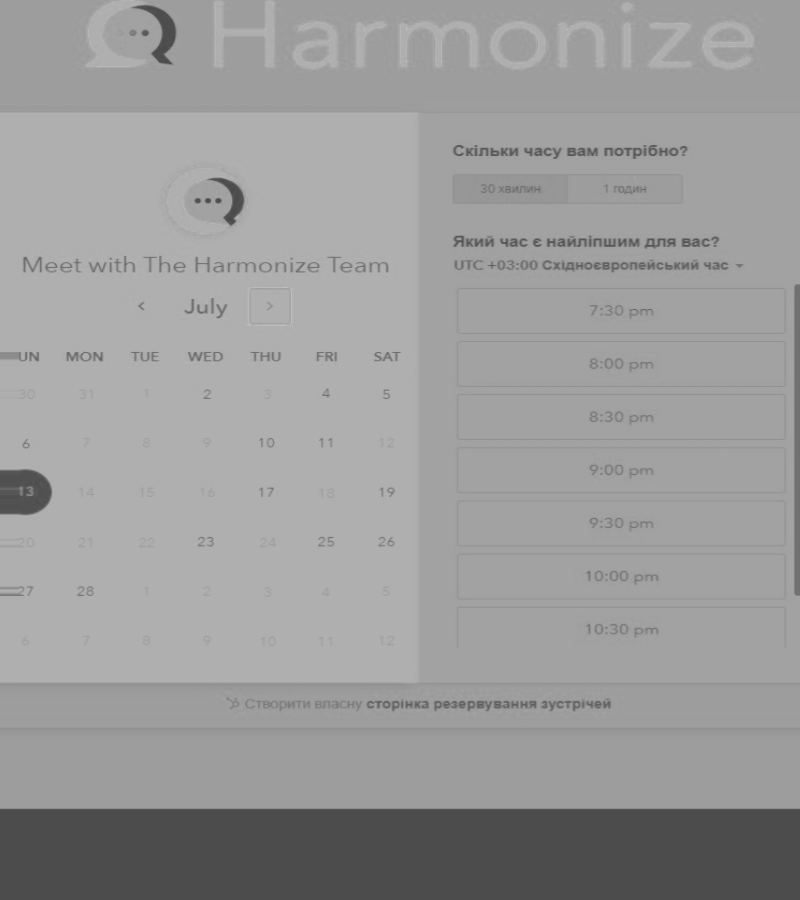 Harmonize
Meet with The Harmonize Team
July
UN MON TUE WED THU FRI SAT
30 31 1 2 3 4 5
6 7 8 9 10 11 12
13 14 15 16 17 18 19
20 21 22 23 24 25 26
27 28 1 2 3 4 5
6 7 8 9 10 11 12
Скільки часу вам потрібно?
30 хвилин 1 годин
Який час є найліпшим для вас?
UTC +03:00 Східноєвропейський час
7:30 pm
8:00 pm
8:30 pm
9:00 pm
9:30 pm
10:00 pm
10:30 pm
Створити власну сторінка резервування зустрічей